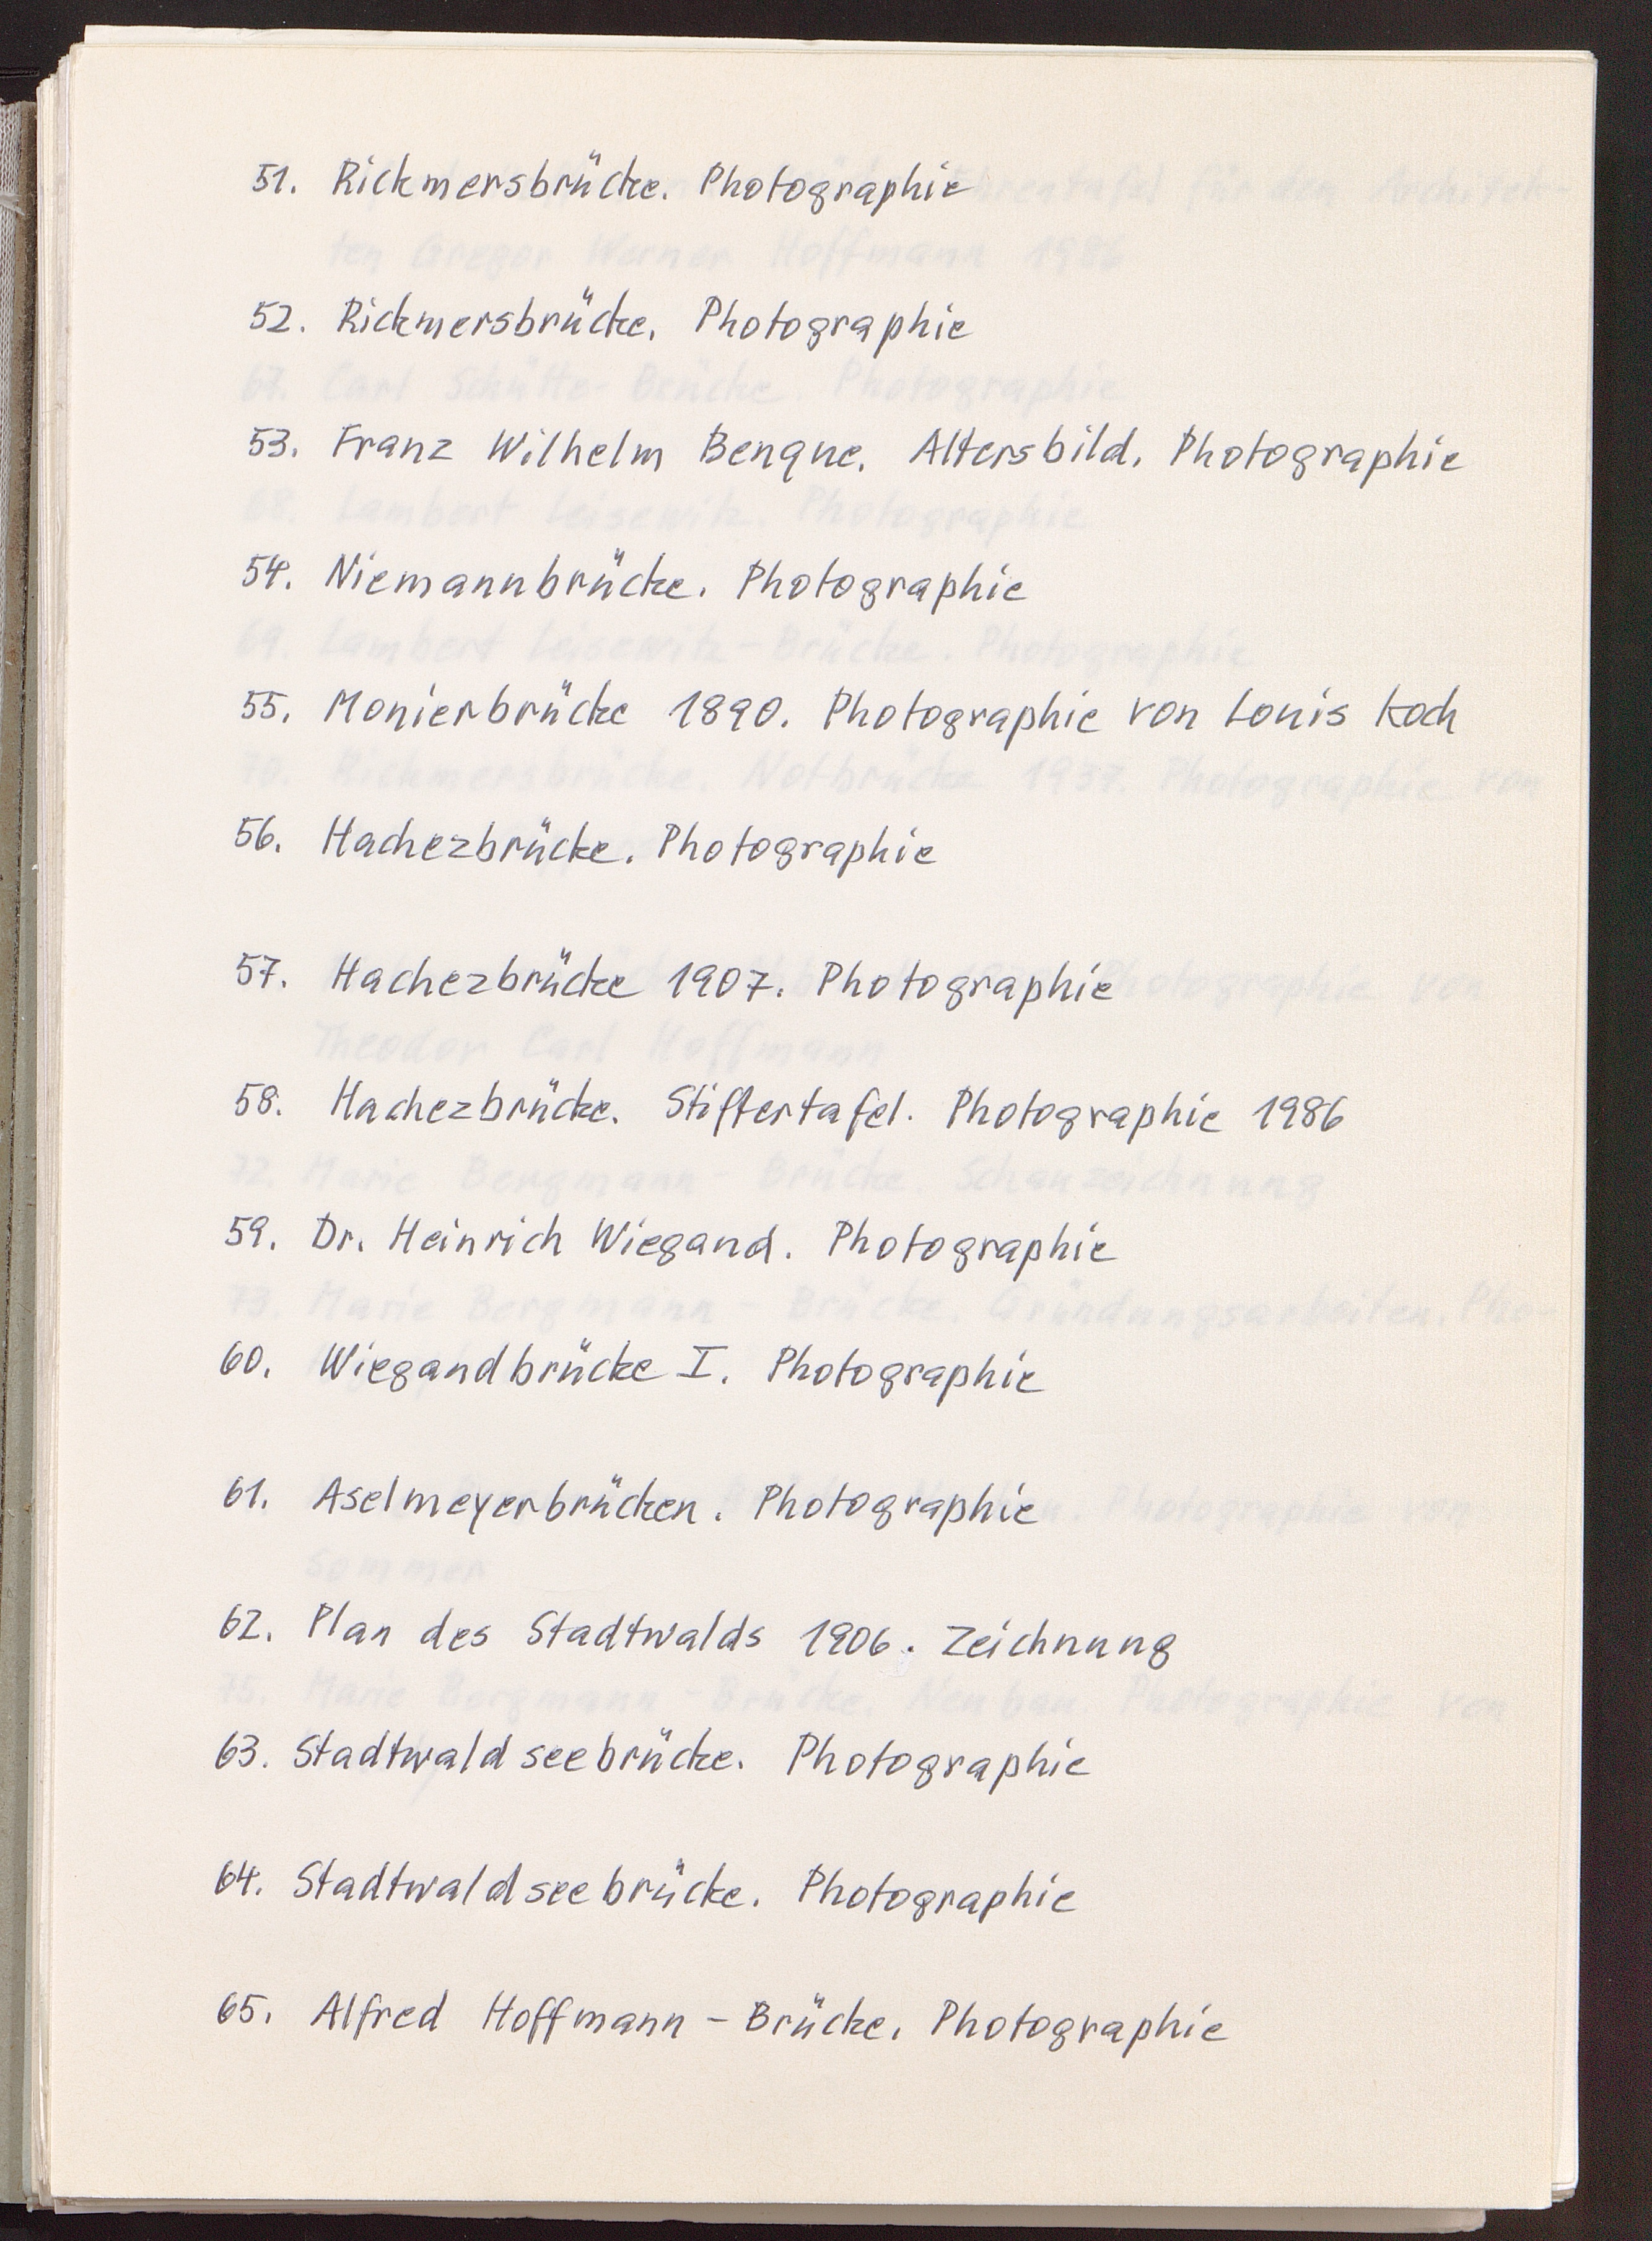 51. Rickmersbrücke. Photographie
52. Rickmersbrücke. Photographie
53. Franz Wilhelm Benque. Altersbild. Photographie
54. Niemannbrücke. Photographie
55. Monierbrücke 1890. Photographie von Louis Koch
56. Hachezbrücke. Photographie
57. Hachezbrücke 1907. Photographie
58. Hachezbrücke. Stiftertafel. Photographie 1986
59. Dr. Heinrich Wiegand. Photographie
60. Wiegandbrücke I. Photographie
61. Aselmeyerbrücken. Photographie
62. Plan des Stadtwalds 1906. Zeichnung
63. Stadtwaldseebrücke. Photographie
64. Stadtwaldseebrücke. Photographie
65. Alfred Hoffmann-Brücke. Photographie